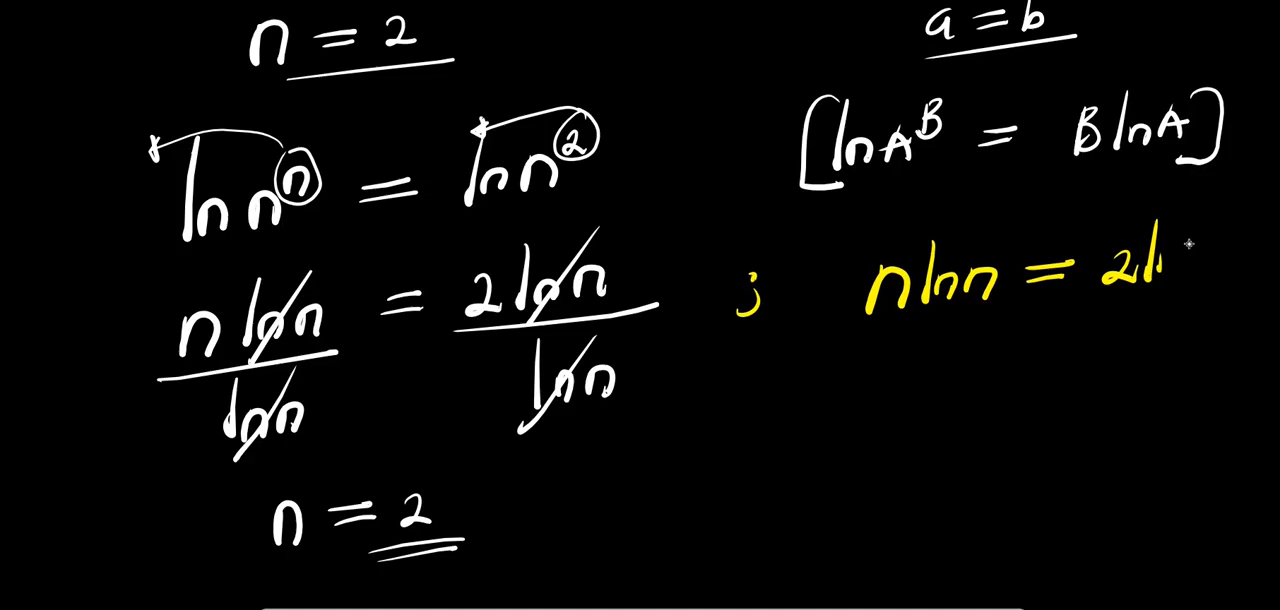 n = 2
ln n^n = ln n^2
n ln n / ln n = 2 ln n / ln n
n = 2
a = b
[ln A^B = B ln A]
; n ln n = 2l